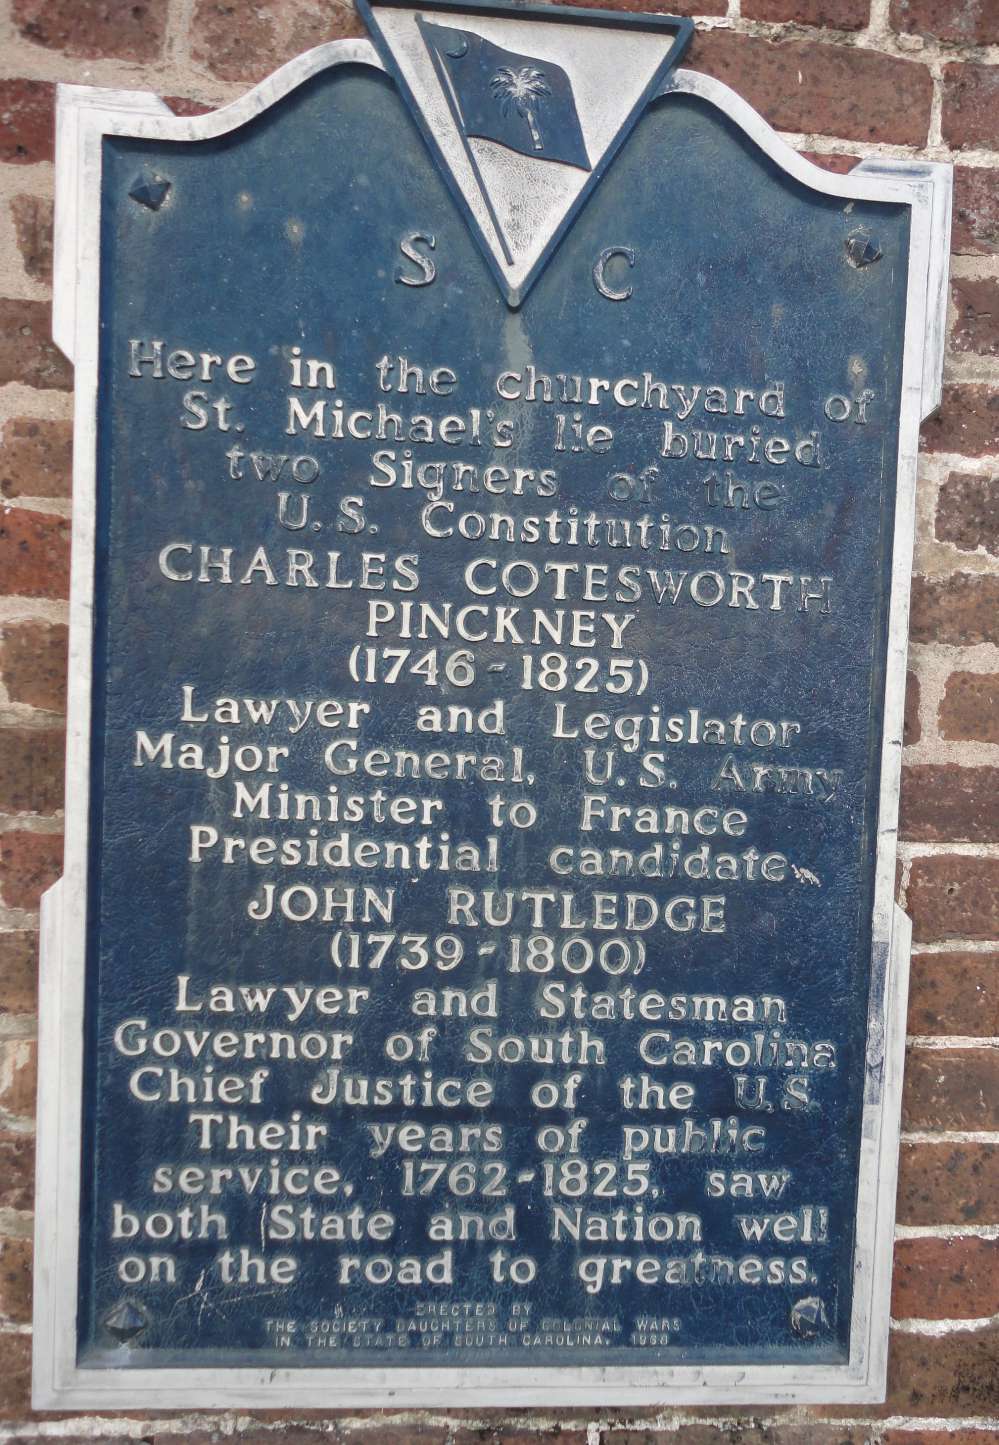 S C
Here in the churchyard of
St. Michael's lie buried
two Signers of the
U.S. Constitution
CHARLES COTESWORTH
PINCKNEY
(1746-1825)
Lawyer and Legislator
Major General, U.S. Army
Minister to France
Presidential candidate
JOHN RUTLEDGE
(1739-1800)
Lawyer and Statesman
Governor of South Carolina
Chief Justice of the U.S.
Their years of public
service, 1762-1825, saw
both State and Nation well
on the road to greatness.
ERECTED BY
THE SOCIETY DAUGHTERS OF COLONIAL WARS
IN THE STATE OF SOUTH CAROLINA,